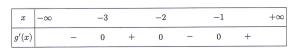 x −∞ −3 −2 −1 +∞
g′(x) − 0 + 0 − 0 +